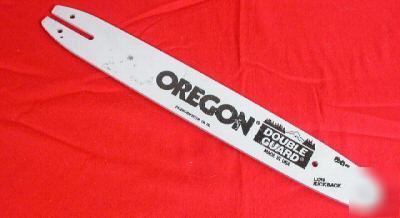 OREGON®
DOUBLE
GUARD®
MADE IN USA
LOW
KICKBACK